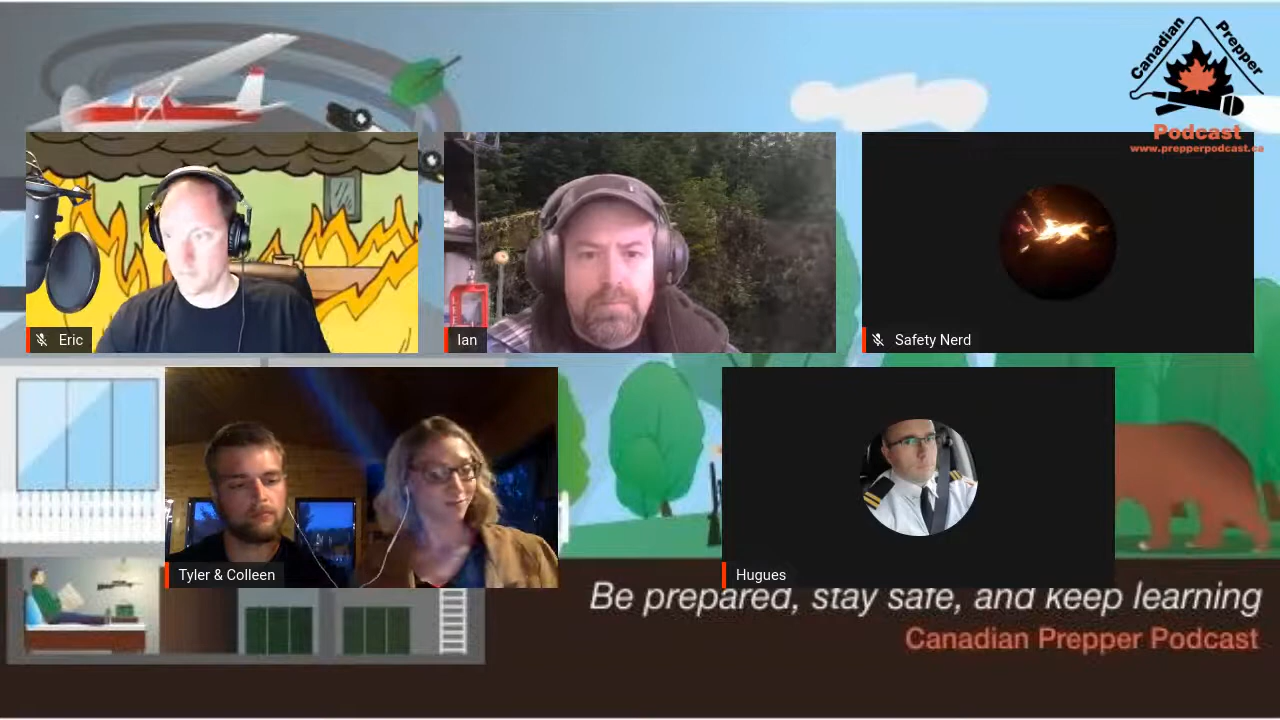 Canadian Prepper
Podcast
www.prepperpodcast.ca
Eric
Ian
Safety Nerd
Tyler & Colleen
Hugues
Be prepared, stay safe, and keep learning
Canadian Prepper Podcast